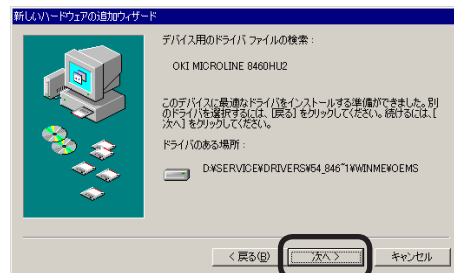 新しいハードウェアの追加ウィザード
デバイス用のドライバ ファイルの検索 :
OKI MICROLINE 8460HU2
このデバイスに最適なドライバをインストールする準備ができました。別
のドライバを選択するには、[戻る] をクリックしてください。続けるには、[
次へ] をクリックしてください。
ドライバのある場所 :
D:¥SERVICE¥DRIVERS¥54_846~1¥WINME¥OEMS
< 戻る(B)
次へ >
キャンセル